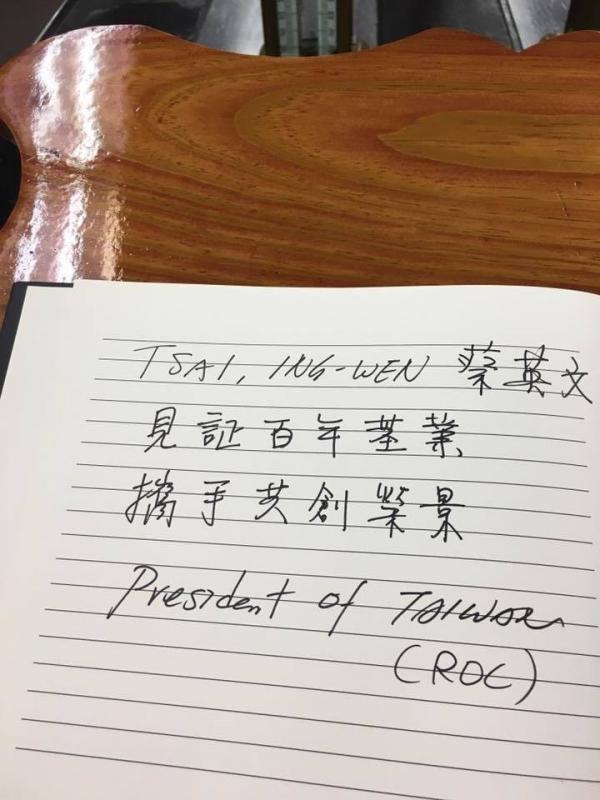 TSAI, ING-WEN 蔡英文
見証百年基業
攜手共創榮景
President of TAIWAN
(ROC)